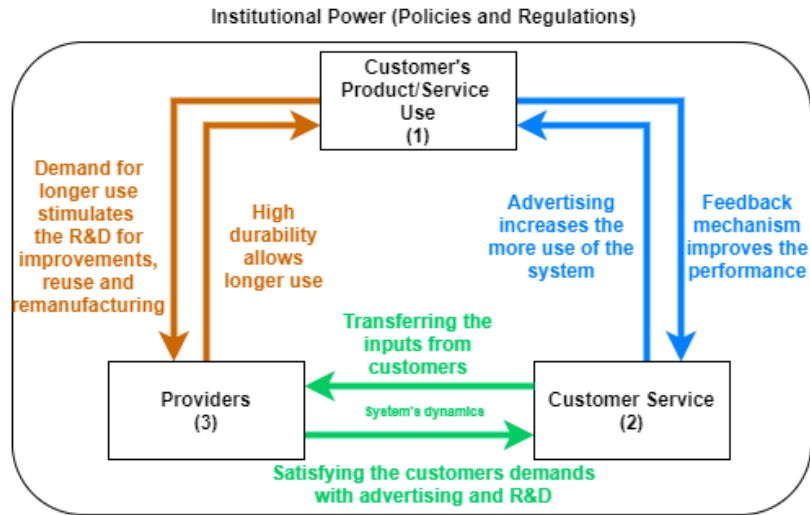 Institutional Power (Policies and Regulations)
Customer's
Product/Service
Use
(1)
Demand for
longer use
stimulates
the R&D for
improvements,
reuse and
remanufacturing
High
durability
allows
longer use
Advertising
increases the
more use of the
system
Feedback
mechanism
improves the
performance
Transferring the
inputs from
customers
Providers
(3)
System's dynamics
Customer Service
(2)
Satisfying the customers demands
with advertising and R&D